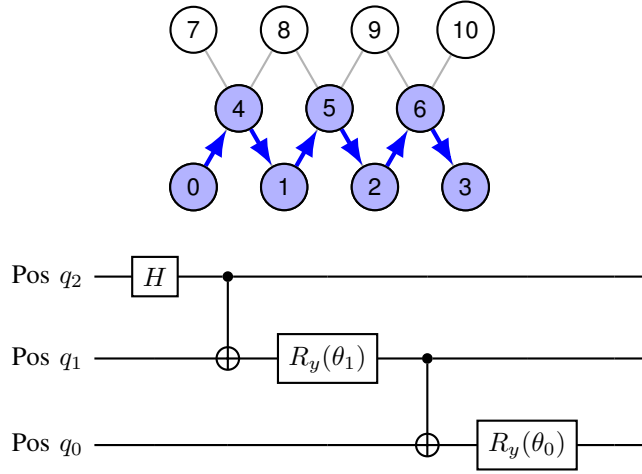 7 8 9 10
4 5 6
0 1 2 3
Pos q₂ H
Pos q₁ R_y(θ₁)
Pos q₀ R_y(θ₀)